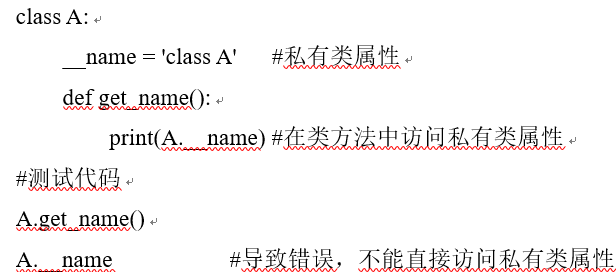 class A:
__name = 'class A' #私有类属性
def get_name():
print(A.__name) #在类方法中访问私有类属性
#测试代码
A.get_name()
A.__name #导致错误，不能直接访问私有类属性